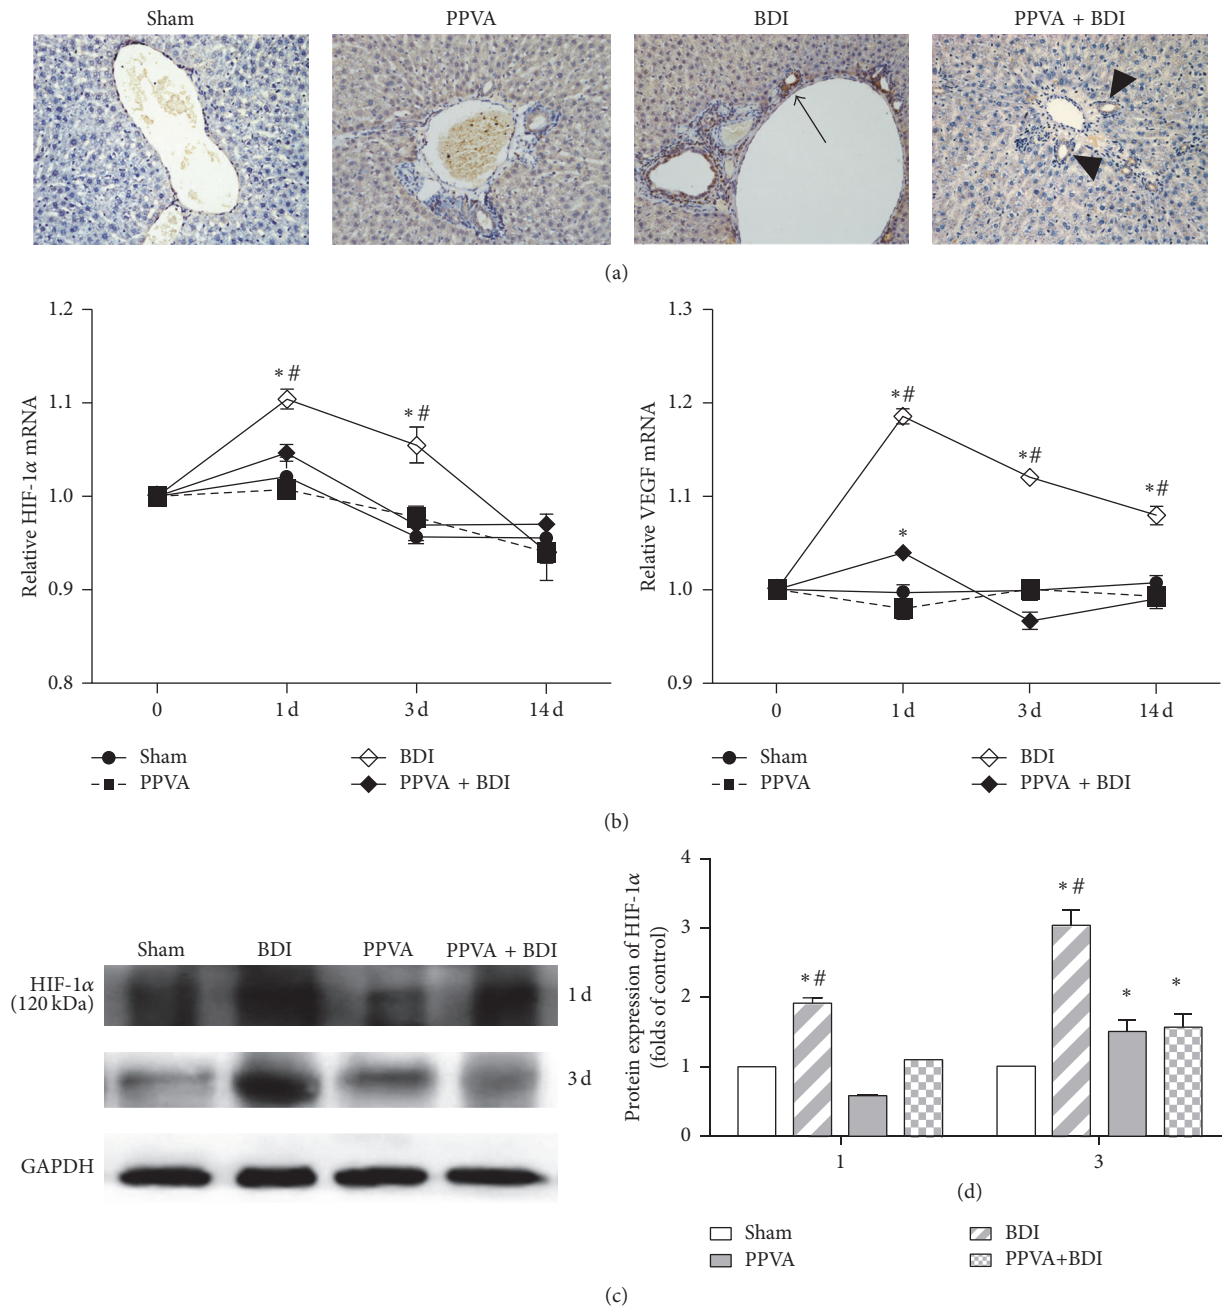 Sham PPVA BDI PPVA + BDI
(a)
1.2
1.1
1.0
0.9
0.8
Relative HIF-1α mRNA
* #
* #
0 1 d 3 d 14 d
Sham BDI
PPVA PPVA + BDI
1.3
1.2
1.1
1.0
0.9
Relative VEGF mRNA
*#
*#
*#
*
0 1 d 3 d 14 d
Sham BDI
PPVA PPVA + BDI
(b)
Sham BDI PPVA PPVA + BDI
HIF-1α
(120 kDa)
1 d
3 d
GAPDH
4
3
2
1
0
Protein expression of HIF-1α
(folds of control)
* #
* #
* *
1 3
(d)
Sham BDI
PPVA PPVA+BDI
(c)